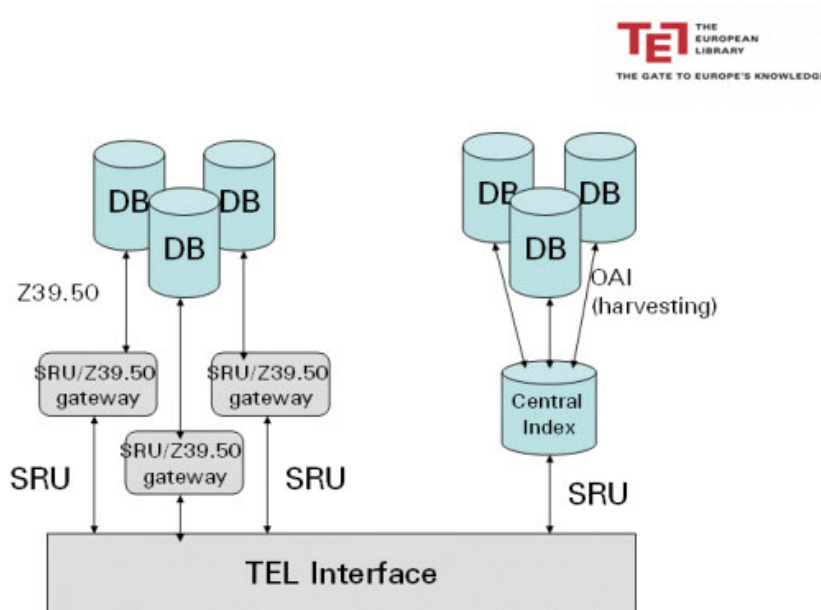 TEL THE
EUROPEAN
LIBRARY
THE GATE TO EUROPE'S KNOWLEDGE
DB
DB
DB
DB
DB
DB
Z39.50
OAI
(harvesting)
SRU/Z39.50
gateway
SRU/Z39.50
gateway
Central
Index
SRU/Z39.50
gateway
SRU
SRU
SRU
TEL Interface